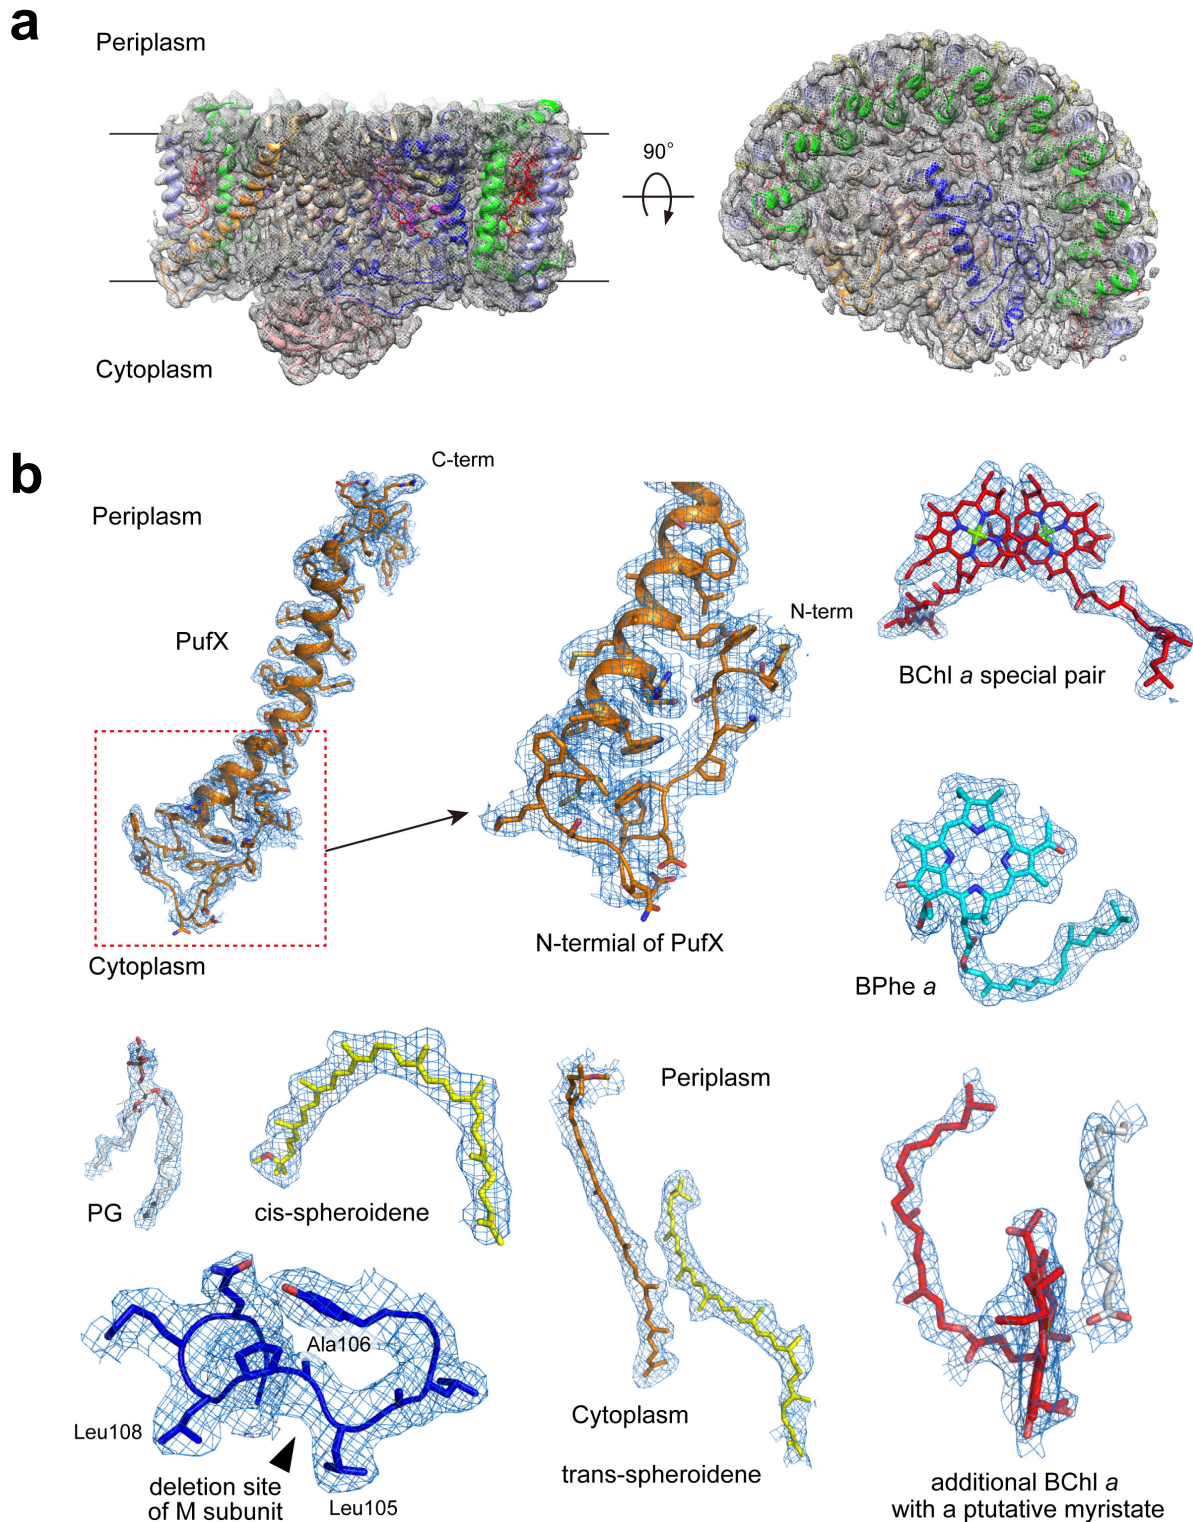 a
Periplasm
90°
Cytoplasm
b
C-term
Periplasm
PufX
N-term
BChl a special pair
N-termial of PufX
Cytoplasm
BPhe a
Periplasm
PG
cis-spheroidene
Ala106
Leu108
Cytoplasm
deletion site
of M subunit
Leu105
trans-spheroidene
additional BChl a
with a ptutative myristate